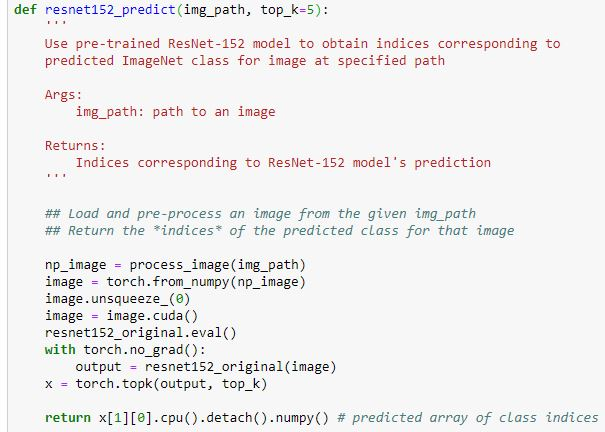 def resnet152_predict(img_path, top_k=5):
    '''
    Use pre-trained ResNet-152 model to obtain indices corresponding to
    predicted ImageNet class for image at specified path

    Args:
        img_path: path to an image

    Returns:
        Indices corresponding to ResNet-152 model's prediction
    '''

    ## Load and pre-process an image from the given img_path
    ## Return the *indices* of the predicted class for that image

    np_image = process_image(img_path)
    image = torch.from_numpy(np_image)
    image.unsqueeze_(0)
    image = image.cuda()
    resnet152_original.eval()
    with torch.no_grad():
        output = resnet152_original(image)
    x = torch.topk(output, top_k)

    return x[1][0].cpu().detach().numpy() # predicted array of class indices